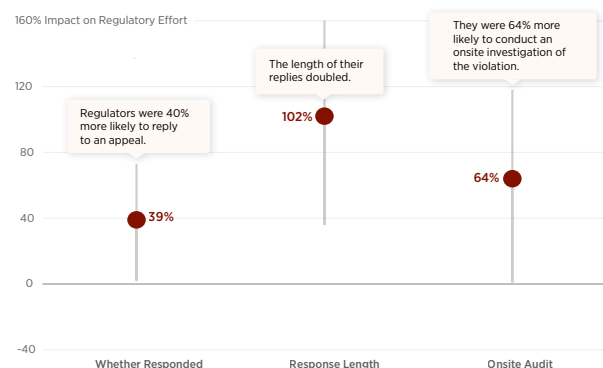 160% Impact on Regulatory Effort
They were 64% more
likely to conduct an
onsite investigation of
the violation.
The length of their
replies doubled.
120
Regulators were 40%
more likely to reply
to an appeal.
102%
80
64%
39%
40
0
-40
Whether Responded
Response Length
Onsite Audit